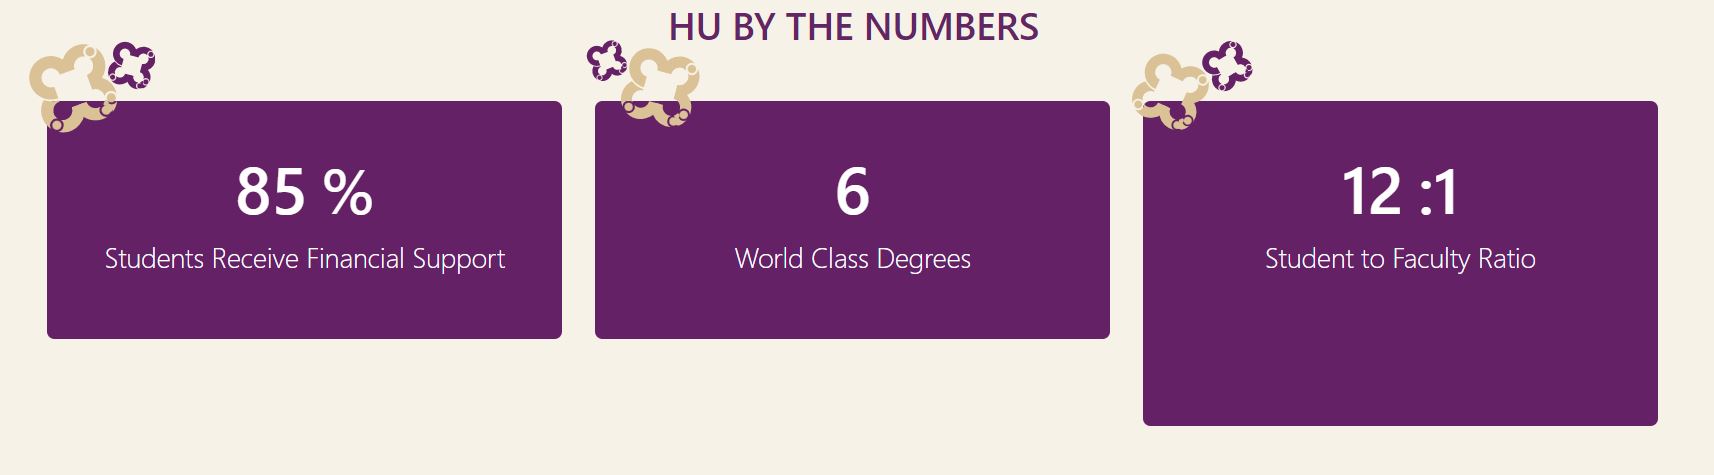 HU BY THE NUMBERS
85 %
Students Receive Financial Support
6
World Class Degrees
12 :1
Student to Faculty Ratio